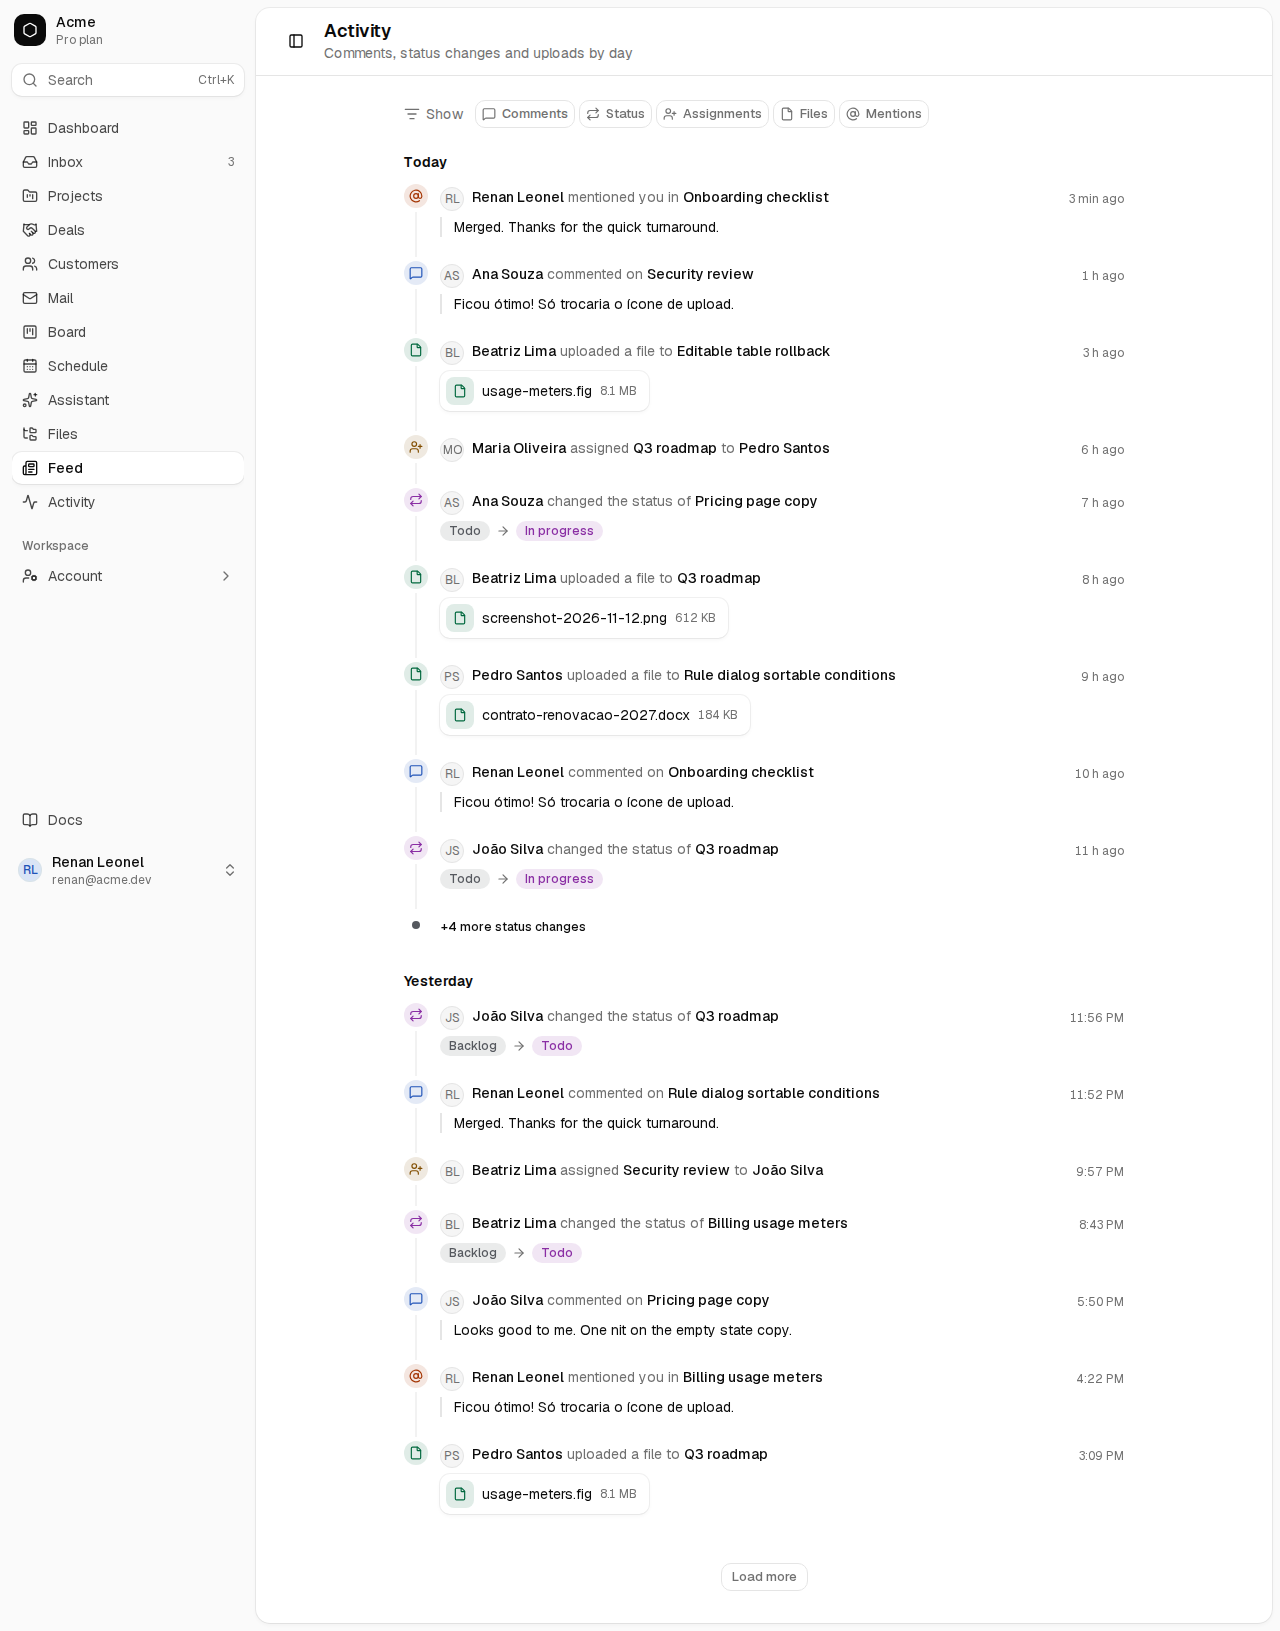 Acme
Pro plan
Search Ctrl+K
Dashboard
Inbox 3
Projects
Deals
Customers
Mail
Board
Schedule
Assistant
Files
Feed
Activity
Workspace
Account
Docs
RL Renan Leonel
renan@acme.dev
Activity
Comments, status changes and uploads by day
Show Comments Status Assignments Files Mentions
Today
RL Renan Leonel mentioned you in Onboarding checklist 3 min ago
Merged. Thanks for the quick turnaround.
AS Ana Souza commented on Security review 1 h ago
Ficou ótimo! Só trocaria o ícone de upload.
BL Beatriz Lima uploaded a file to Editable table rollback 3 h ago
usage-meters.fig 8.1 MB
MO Maria Oliveira assigned Q3 roadmap to Pedro Santos 6 h ago
AS Ana Souza changed the status of Pricing page copy 7 h ago
Todo → In progress
BL Beatriz Lima uploaded a file to Q3 roadmap 8 h ago
screenshot-2026-11-12.png 612 KB
PS Pedro Santos uploaded a file to Rule dialog sortable conditions 9 h ago
contrato-renovacao-2027.docx 184 KB
RL Renan Leonel commented on Onboarding checklist 10 h ago
Ficou ótimo! Só trocaria o ícone de upload.
JS João Silva changed the status of Q3 roadmap 11 h ago
Todo → In progress
+4 more status changes
Yesterday
JS João Silva changed the status of Q3 roadmap 11:56 PM
Backlog → Todo
RL Renan Leonel commented on Rule dialog sortable conditions 11:52 PM
Merged. Thanks for the quick turnaround.
BL Beatriz Lima assigned Security review to João Silva 9:57 PM
BL Beatriz Lima changed the status of Billing usage meters 8:43 PM
Backlog → Todo
JS João Silva commented on Pricing page copy 5:50 PM
Looks good to me. One nit on the empty state copy.
RL Renan Leonel mentioned you in Billing usage meters 4:22 PM
Ficou ótimo! Só trocaria o ícone de upload.
PS Pedro Santos uploaded a file to Q3 roadmap 3:09 PM
usage-meters.fig 8.1 MB
Load more